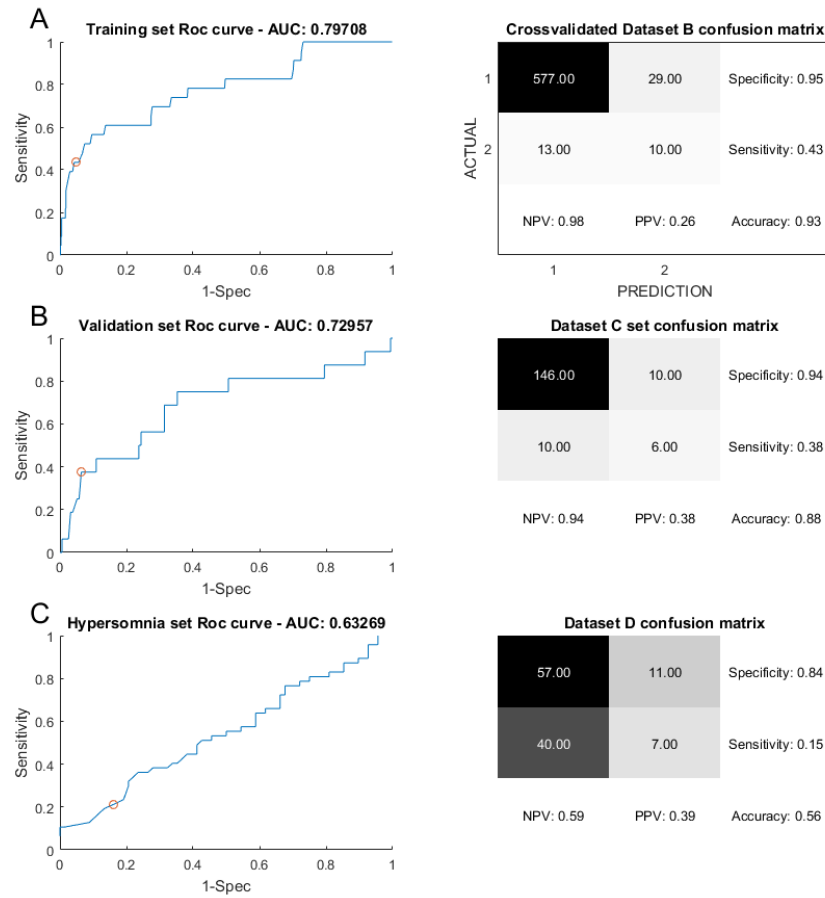 A
Training set Roc curve - AUC: 0.79708
1
0.8
0.6
0.4
0.2
0
Sensitivity
0 0.2 0.4 0.6 0.8 1
1-Spec
Crossvalidated Dataset B confusion matrix
ACTUAL
1 577.00 29.00 Specificity: 0.95
2 13.00 10.00 Sensitivity: 0.43
NPV: 0.98 PPV: 0.26 Accuracy: 0.93
1 2
PREDICTION
B
Validation set Roc curve - AUC: 0.72957
1
0.8
0.6
0.4
0.2
0
Sensitivity
0 0.2 0.4 0.6 0.8 1
1-Spec
Dataset C set confusion matrix
146.00 10.00 Specificity: 0.94
10.00 6.00 Sensitivity: 0.38
NPV: 0.94 PPV: 0.38 Accuracy: 0.88
C
Hypersomnia set Roc curve - AUC: 0.63269
1
0.8
0.6
0.4
0.2
0
Sensitivity
0 0.2 0.4 0.6 0.8 1
1-Spec
Dataset D confusion matrix
57.00 11.00 Specificity: 0.84
40.00 7.00 Sensitivity: 0.15
NPV: 0.59 PPV: 0.39 Accuracy: 0.56